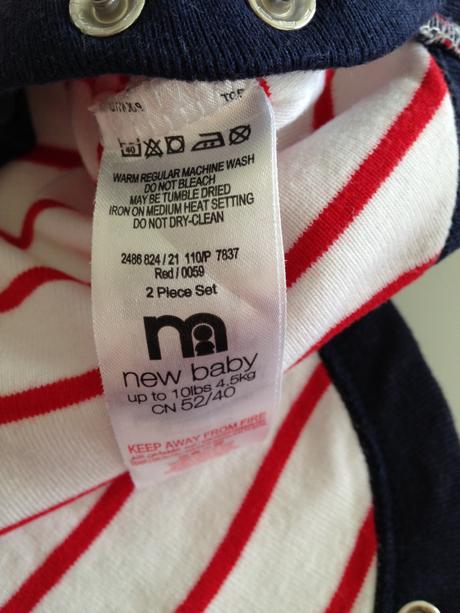 40
WARM REGULAR MACHINE WASH
DO NOT BLEACH
MAY BE TUMBLE DRIED
IRON ON MEDIUM HEAT SETTING
DO NOT DRY-CLEAN
2486 824 / 21 110/P 7837
Red / 0059
2 Piece Set
m
new baby
up to 10lbs 4.5kg
CN 52/40
KEEP AWAY FROM FIRE